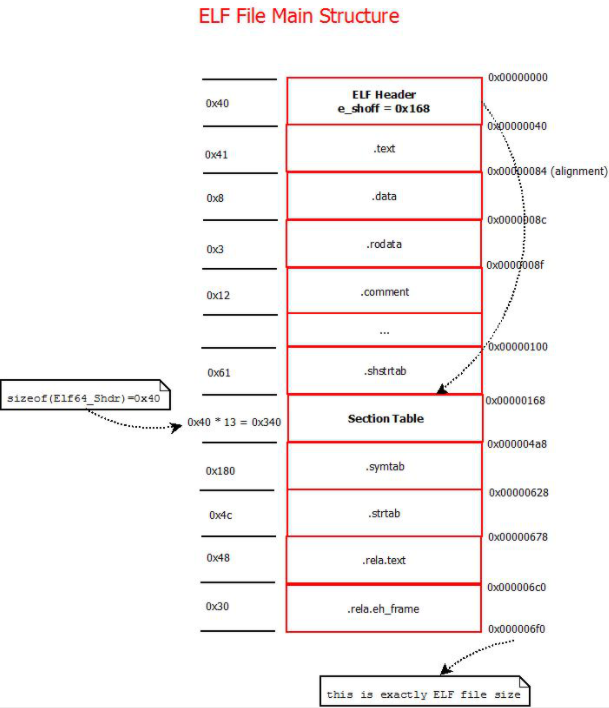 ELF File Main Structure
0x00000000
ELF Header
e_shoff = 0x168
0x40
0x00000040
.text
0x41
0x00000084 (alignment)
.data
0x8
0x0000008c
.rodata
0x3
0x0000008f
.comment
0x12
...
0x00000100
.shstrtab
0x61
sizeof(Elf64_Shdr)=0x40
0x00000168
Section Table
0x40 * 13 = 0x340
0x000004a8
.symtab
0x180
0x00000628
.strtab
0x4c
0x00000678
.rela.text
0x48
0x000006c0
.rela.eh_frame
0x30
0x000006f0
this is exactly ELF file size